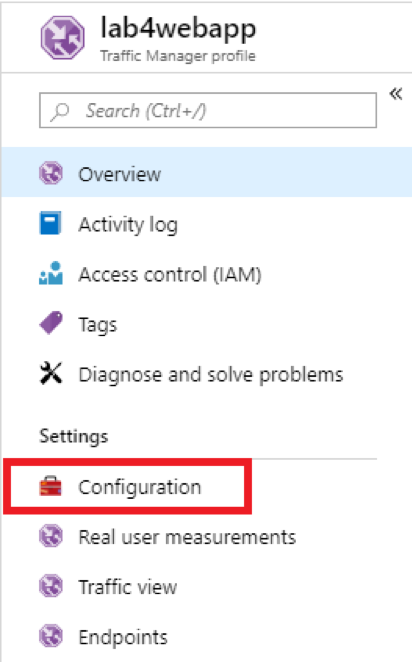 lab4webapp
Traffic Manager profile
Search (Ctrl+/)
«
Overview
Activity log
Access control (IAM)
Tags
Diagnose and solve problems
Settings
Configuration
Real user measurements
Traffic view
Endpoints